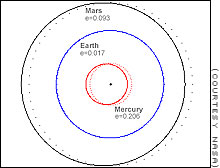 Mars
e=0.093
Earth
e=0.017
Mercury
e=0.206
(COURTESY NASA)